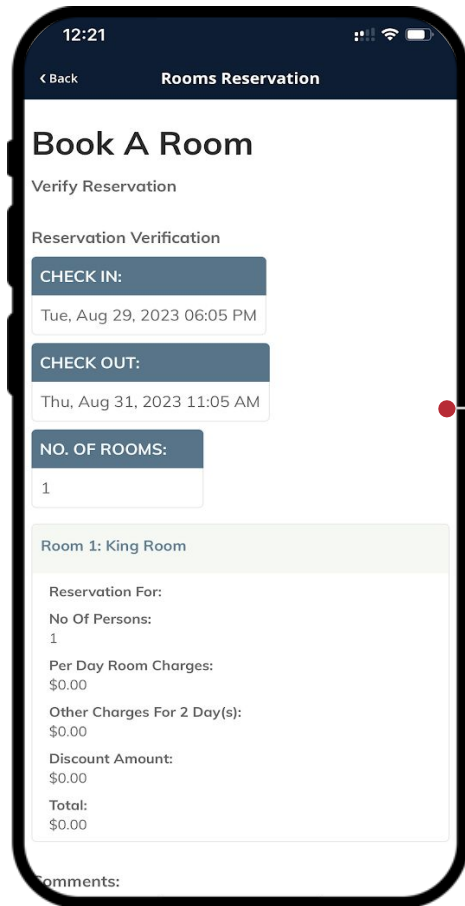 12:21
Back
Rooms Reservation
Book A Room
Verify Reservation
Reservation Verification
CHECK IN:
Tue, Aug 29, 2023 06:05 PM
CHECK OUT:
Thu, Aug 31, 2023 11:05 AM
NO. OF ROOMS:
1
Room 1: King Room
Reservation For:
No Of Persons:
1
Per Day Room Charges:
$0.00
Other Charges For 2 Day(s):
$0.00
Discount Amount:
$0.00
Total:
$0.00
Comments: